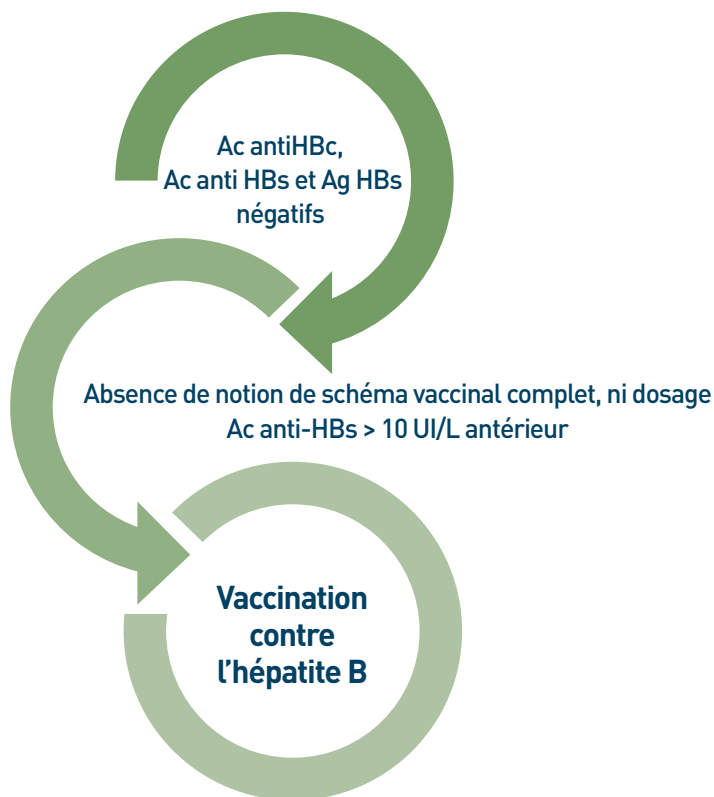 Ac antiHBc,
Ac anti HBs et Ag HBs
négatifs
Absence de notion de schéma vaccinal complet, ni dosage
Ac anti-HBs > 10 UI/L antérieur
Vaccination
contre
l'hépatite B